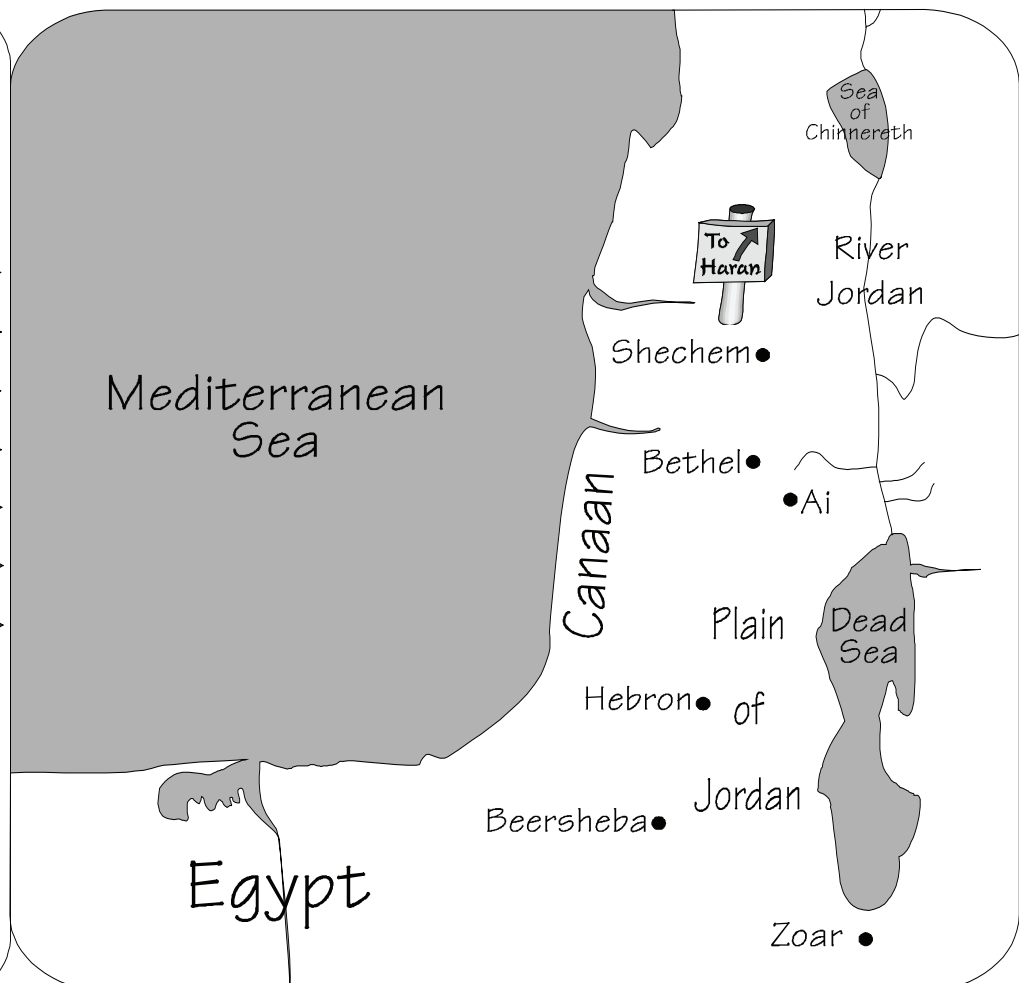 Sea
of
Chinnereth
To
Haran
River
Jordan
Shechem
Mediterranean
Sea
Bethel
Ai
Canaan
Plain
of
Jordan
Dead
Sea
Hebron
Beersheba
Egypt
Zoar